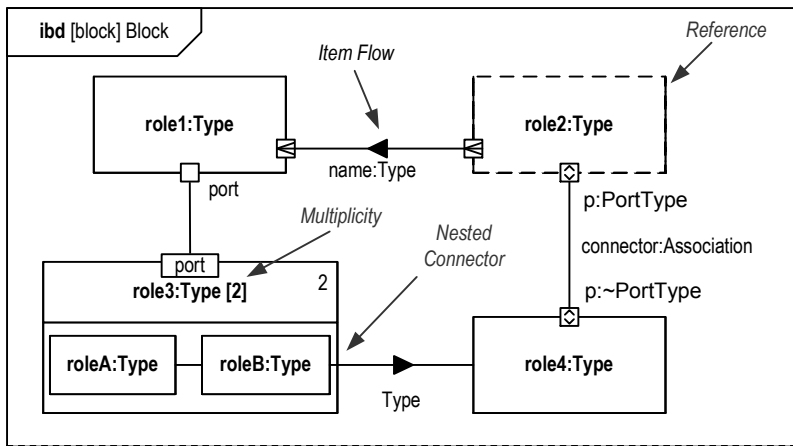 ibd [block] Block
Reference
Item Flow
role1:Type
role2:Type
name:Type
port
p:PortType
Multiplicity
Nested
Connector
connector:Association
port
role3:Type [2]
2
p:~PortType
roleA:Type
roleB:Type
role4:Type
Type